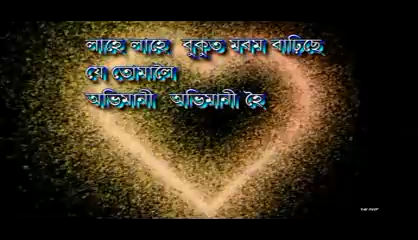 লাহে লাহে বুকুত মৰম বাঢ়িছে
যে তোমালৈ
অভিমানী অভিমানী হৈ